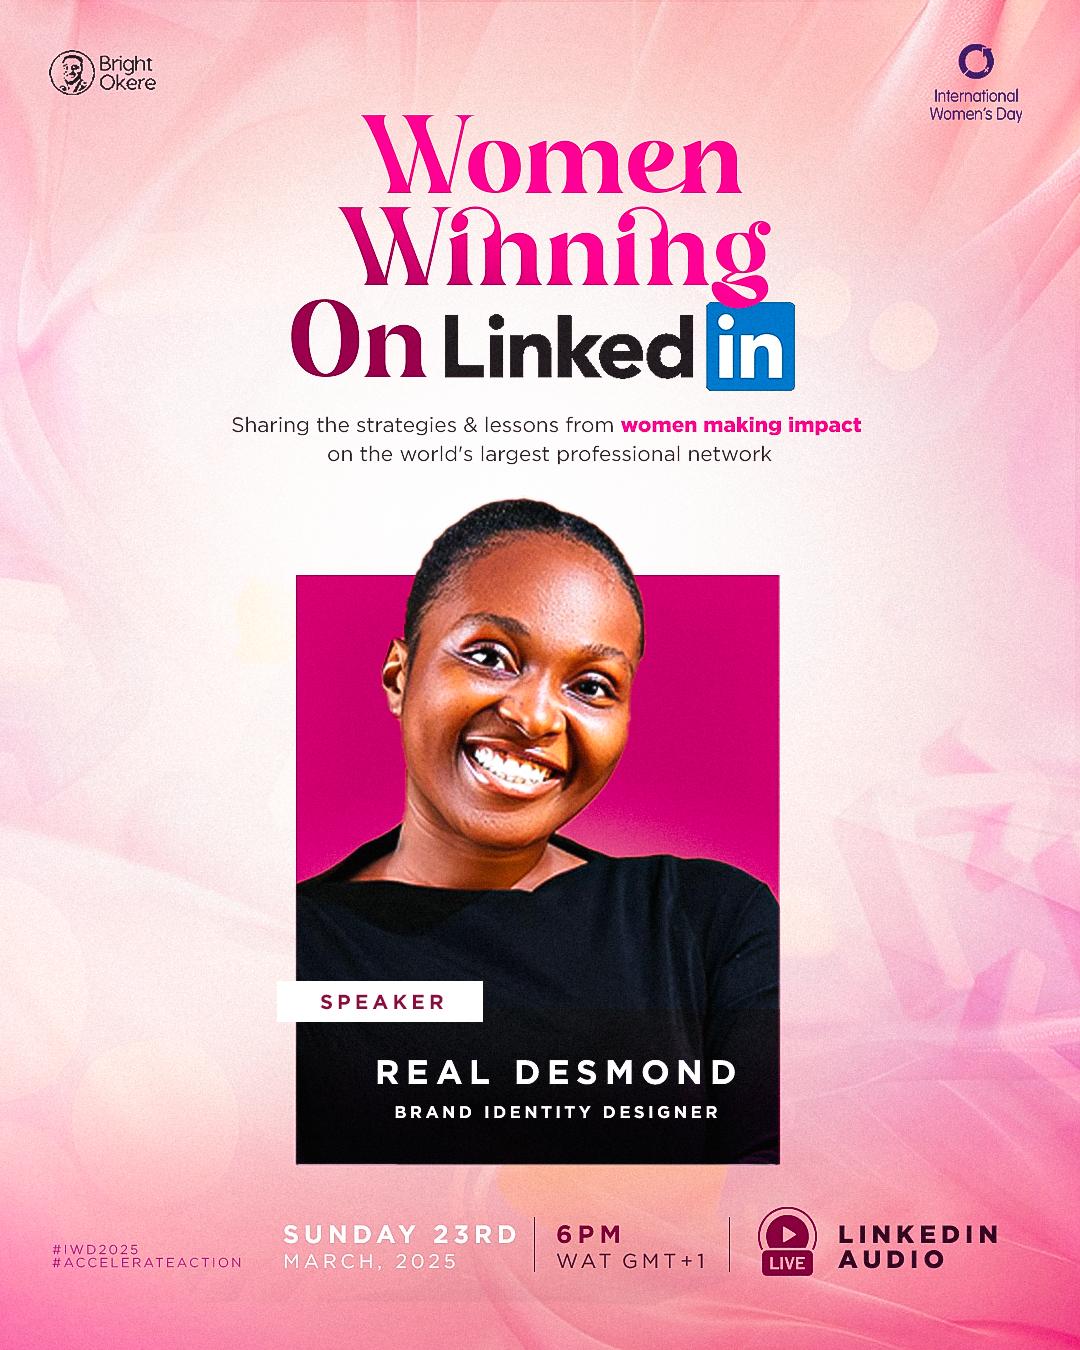 Bright
Okere
International
Women's Day
Women
Winning
On Linked in
Sharing the strategies & lessons from women making impact
on the world's largest professional network
SPEAKER
REAL DESMOND
BRAND IDENTITY DESIGNER
#IWD2025
#ACCELERATEACTION
SUNDAY 23RD
MARCH, 2025
6PM
WAT GMT+1
LIVE
LINKEDIN
AUDIO